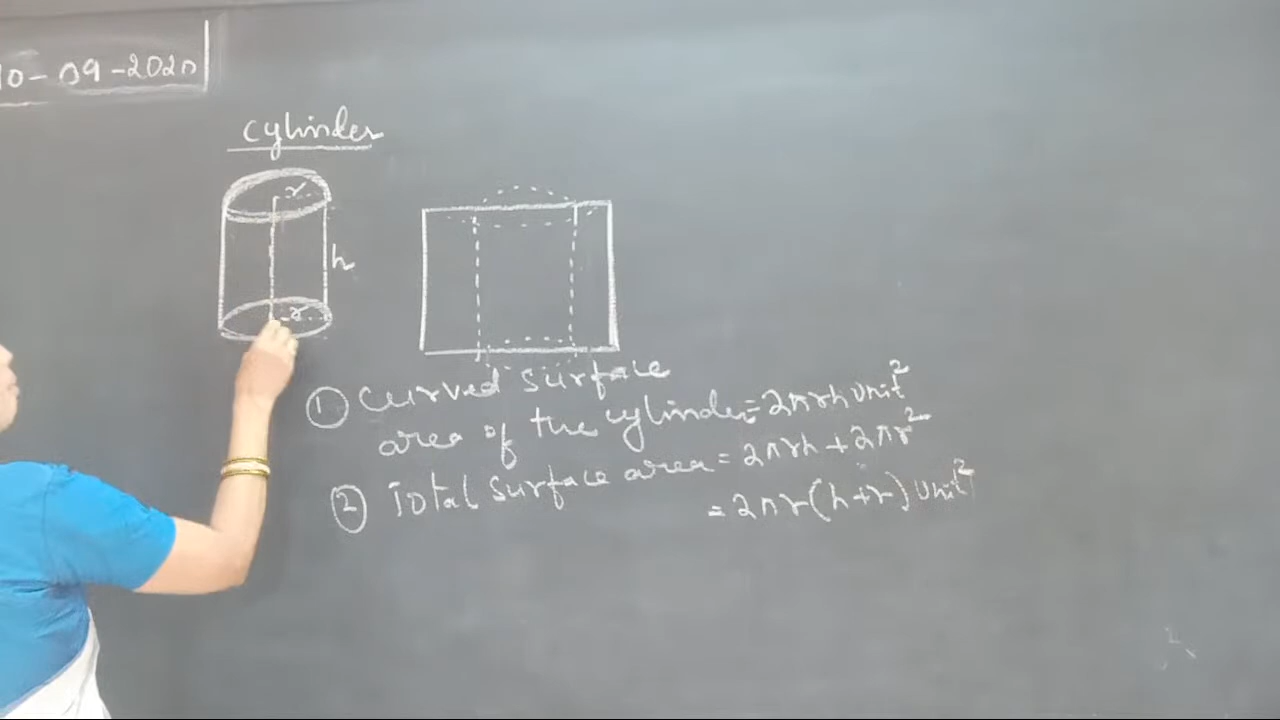 10-09-2020
cylinder
r
h
r
① curved surface
area of the cylinder = 2πrh unit²
② Total surface area = 2πrh + 2πr²
= 2πr(h+r) unit²